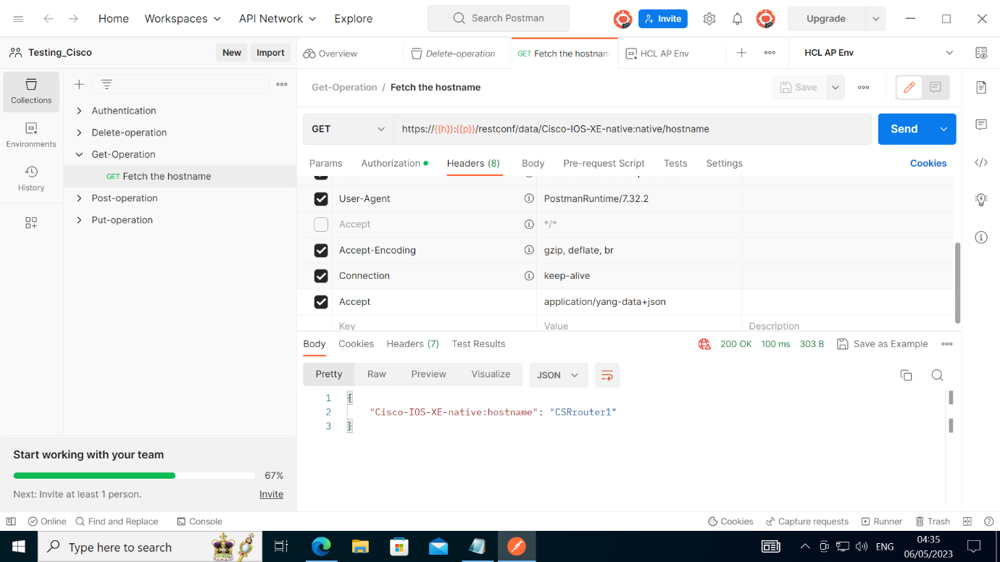 Home Workspaces API Network Explore Search Postman Invite Upgrade
Testing_Cisco New Import Overview Delete-operation GET Fetch the hostnam HCL AP Env HCL AP Env
Collections
Environments
History
Authentication
Delete-operation
Get-Operation
GET Fetch the hostname
Post-operation
Put-operation
Get-Operation / Fetch the hostname Save
GET https://{{h}}:{{p}}/restconf/data/Cisco-IOS-XE-native:native/hostname Send
Params Authorization Headers (8) Body Pre-request Script Tests Settings Cookies
User-Agent PostmanRuntime/7.32.2
Accept */*
Accept-Encoding gzip, deflate, br
Connection keep-alive
Accept application/yang-data+json
Key Value Description
Body Cookies Headers (7) Test Results 200 OK 100 ms 303 B Save as Example
Pretty Raw Preview Visualize JSON
1 {
2 "Cisco-IOS-XE-native:hostname": "CSRrouter1"
3 }
Start working with your team
67%
Next: Invite at least 1 person. Invite
Online Find and Replace Console Cookies Capture requests Runner Trash
Type here to search ENG 04:35
06/05/2023